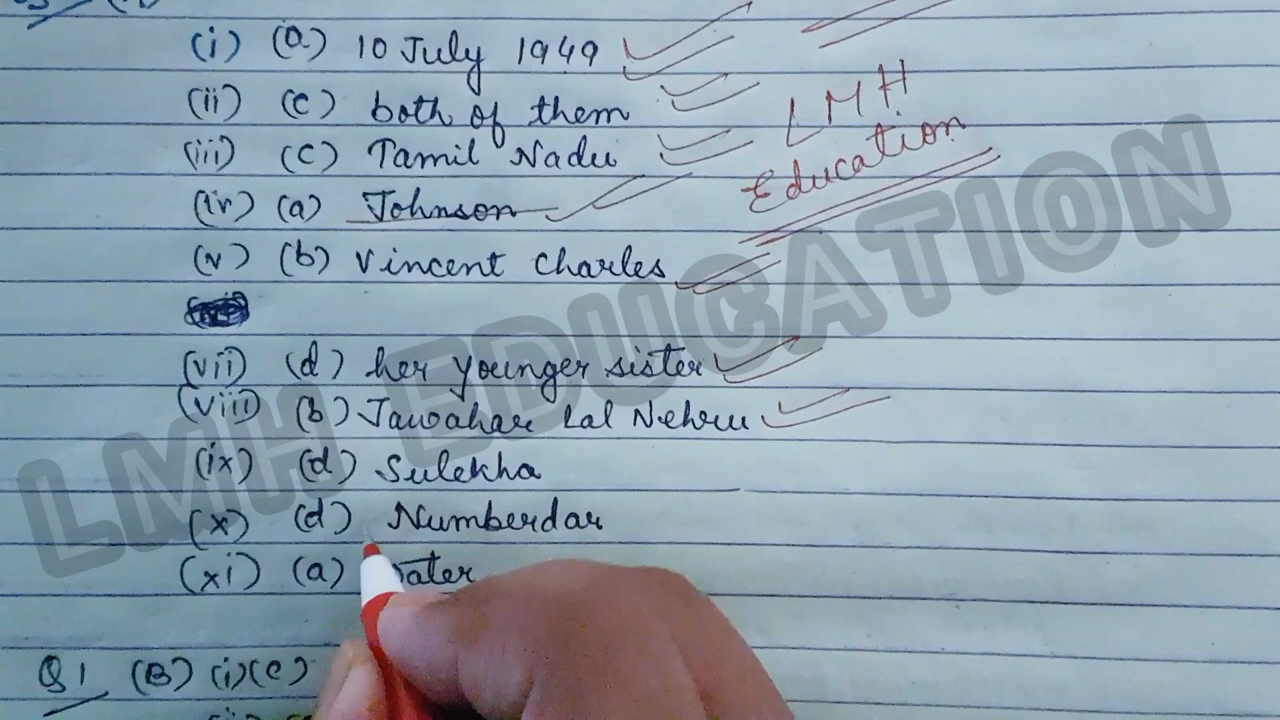 (i) (a) 10 July 1949
(ii) (c) both of them
(iii) (c) Tamil Nadu
LMH
Education
(iv) (a) Johnson
(v) (b) Vincent Charles
(vii) (d) her younger sister
(viii) (b) Jawahar Lal Nehru
(ix) (d) Sulekha
(x) (d) Numberdar
(xi) (a)
Q1 (B) (i) (c)
LMH EDUCATION